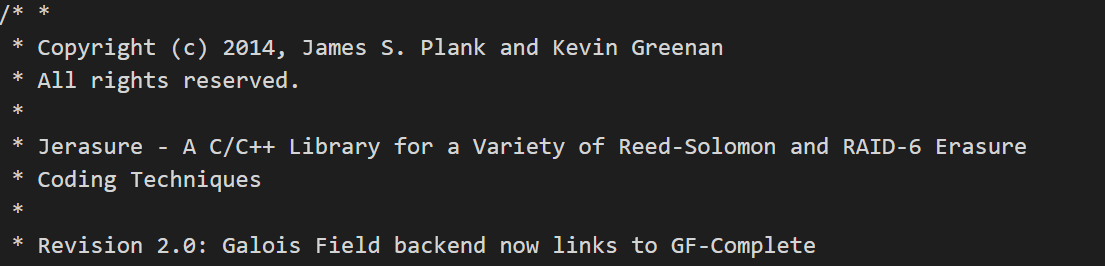 /* *
* Copyright (c) 2014, James S. Plank and Kevin Greenan
* All rights reserved.
*
* Jerasure - A C/C++ Library for a Variety of Reed-Solomon and RAID-6 Erasure
* Coding Techniques
*
* Revision 2.0: Galois Field backend now links to GF-Complete